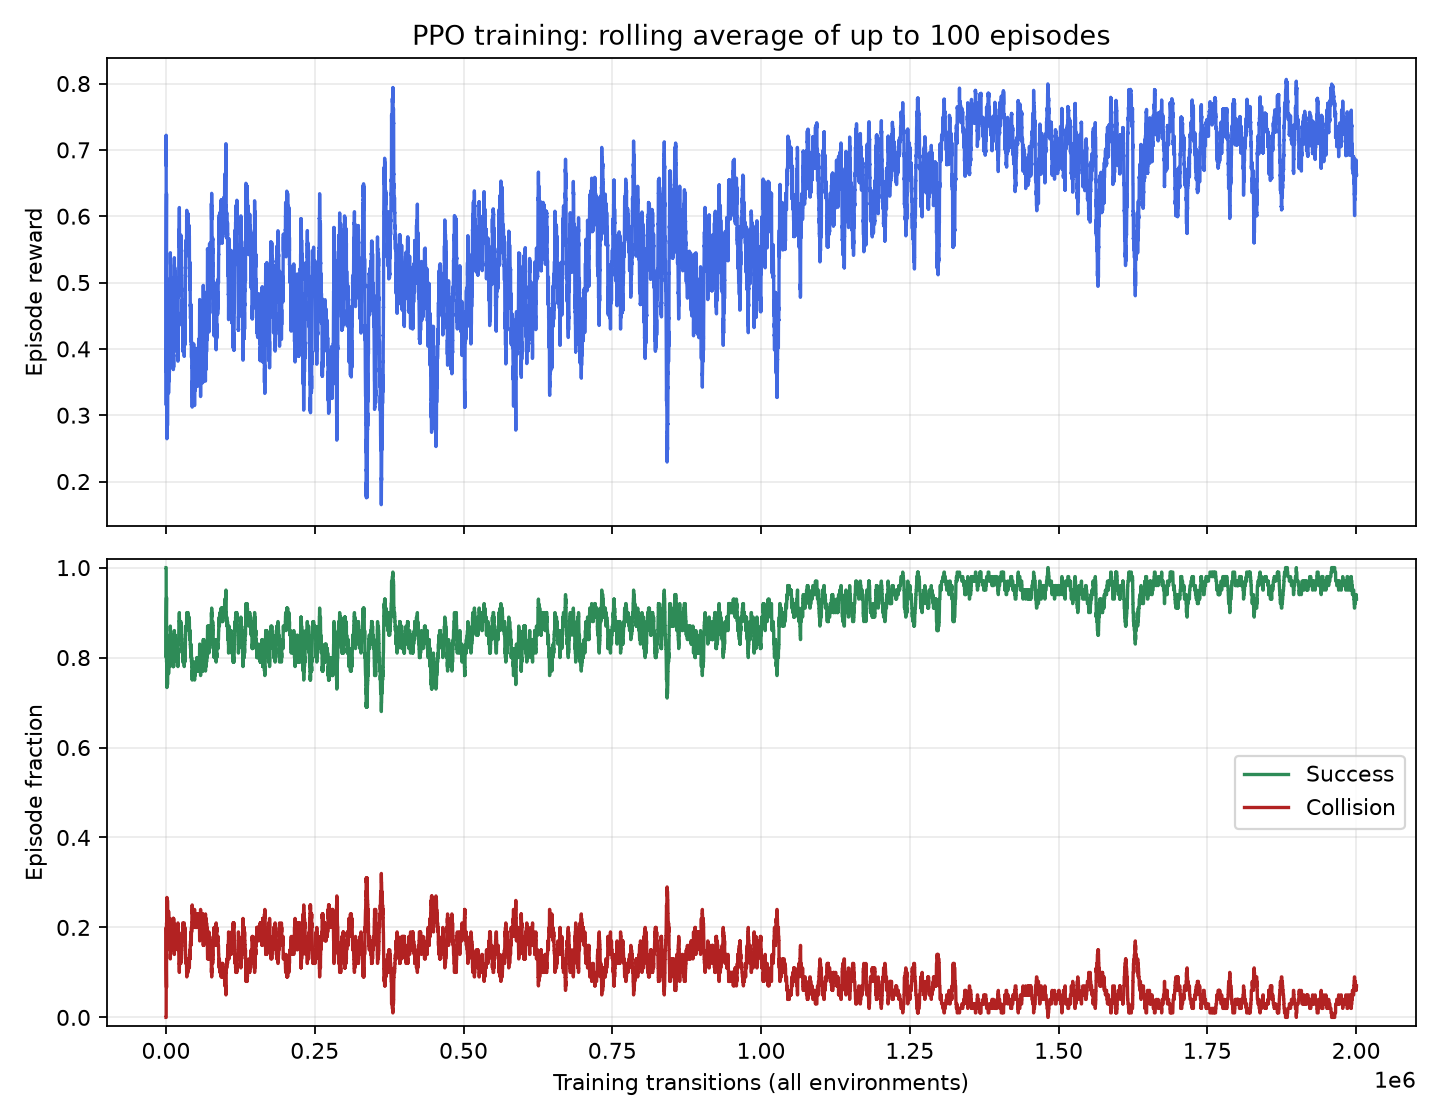 PPO training: rolling average of up to 100 episodes
Episode reward
0.8
0.7
0.6
0.5
0.4
0.3
0.2
Episode fraction
1.0
0.8
0.6
0.4
0.2
0.0
Success
Collision
0.00 0.25 0.50 0.75 1.00 1.25 1.50 1.75 2.00
1e6
Training transitions (all environments)